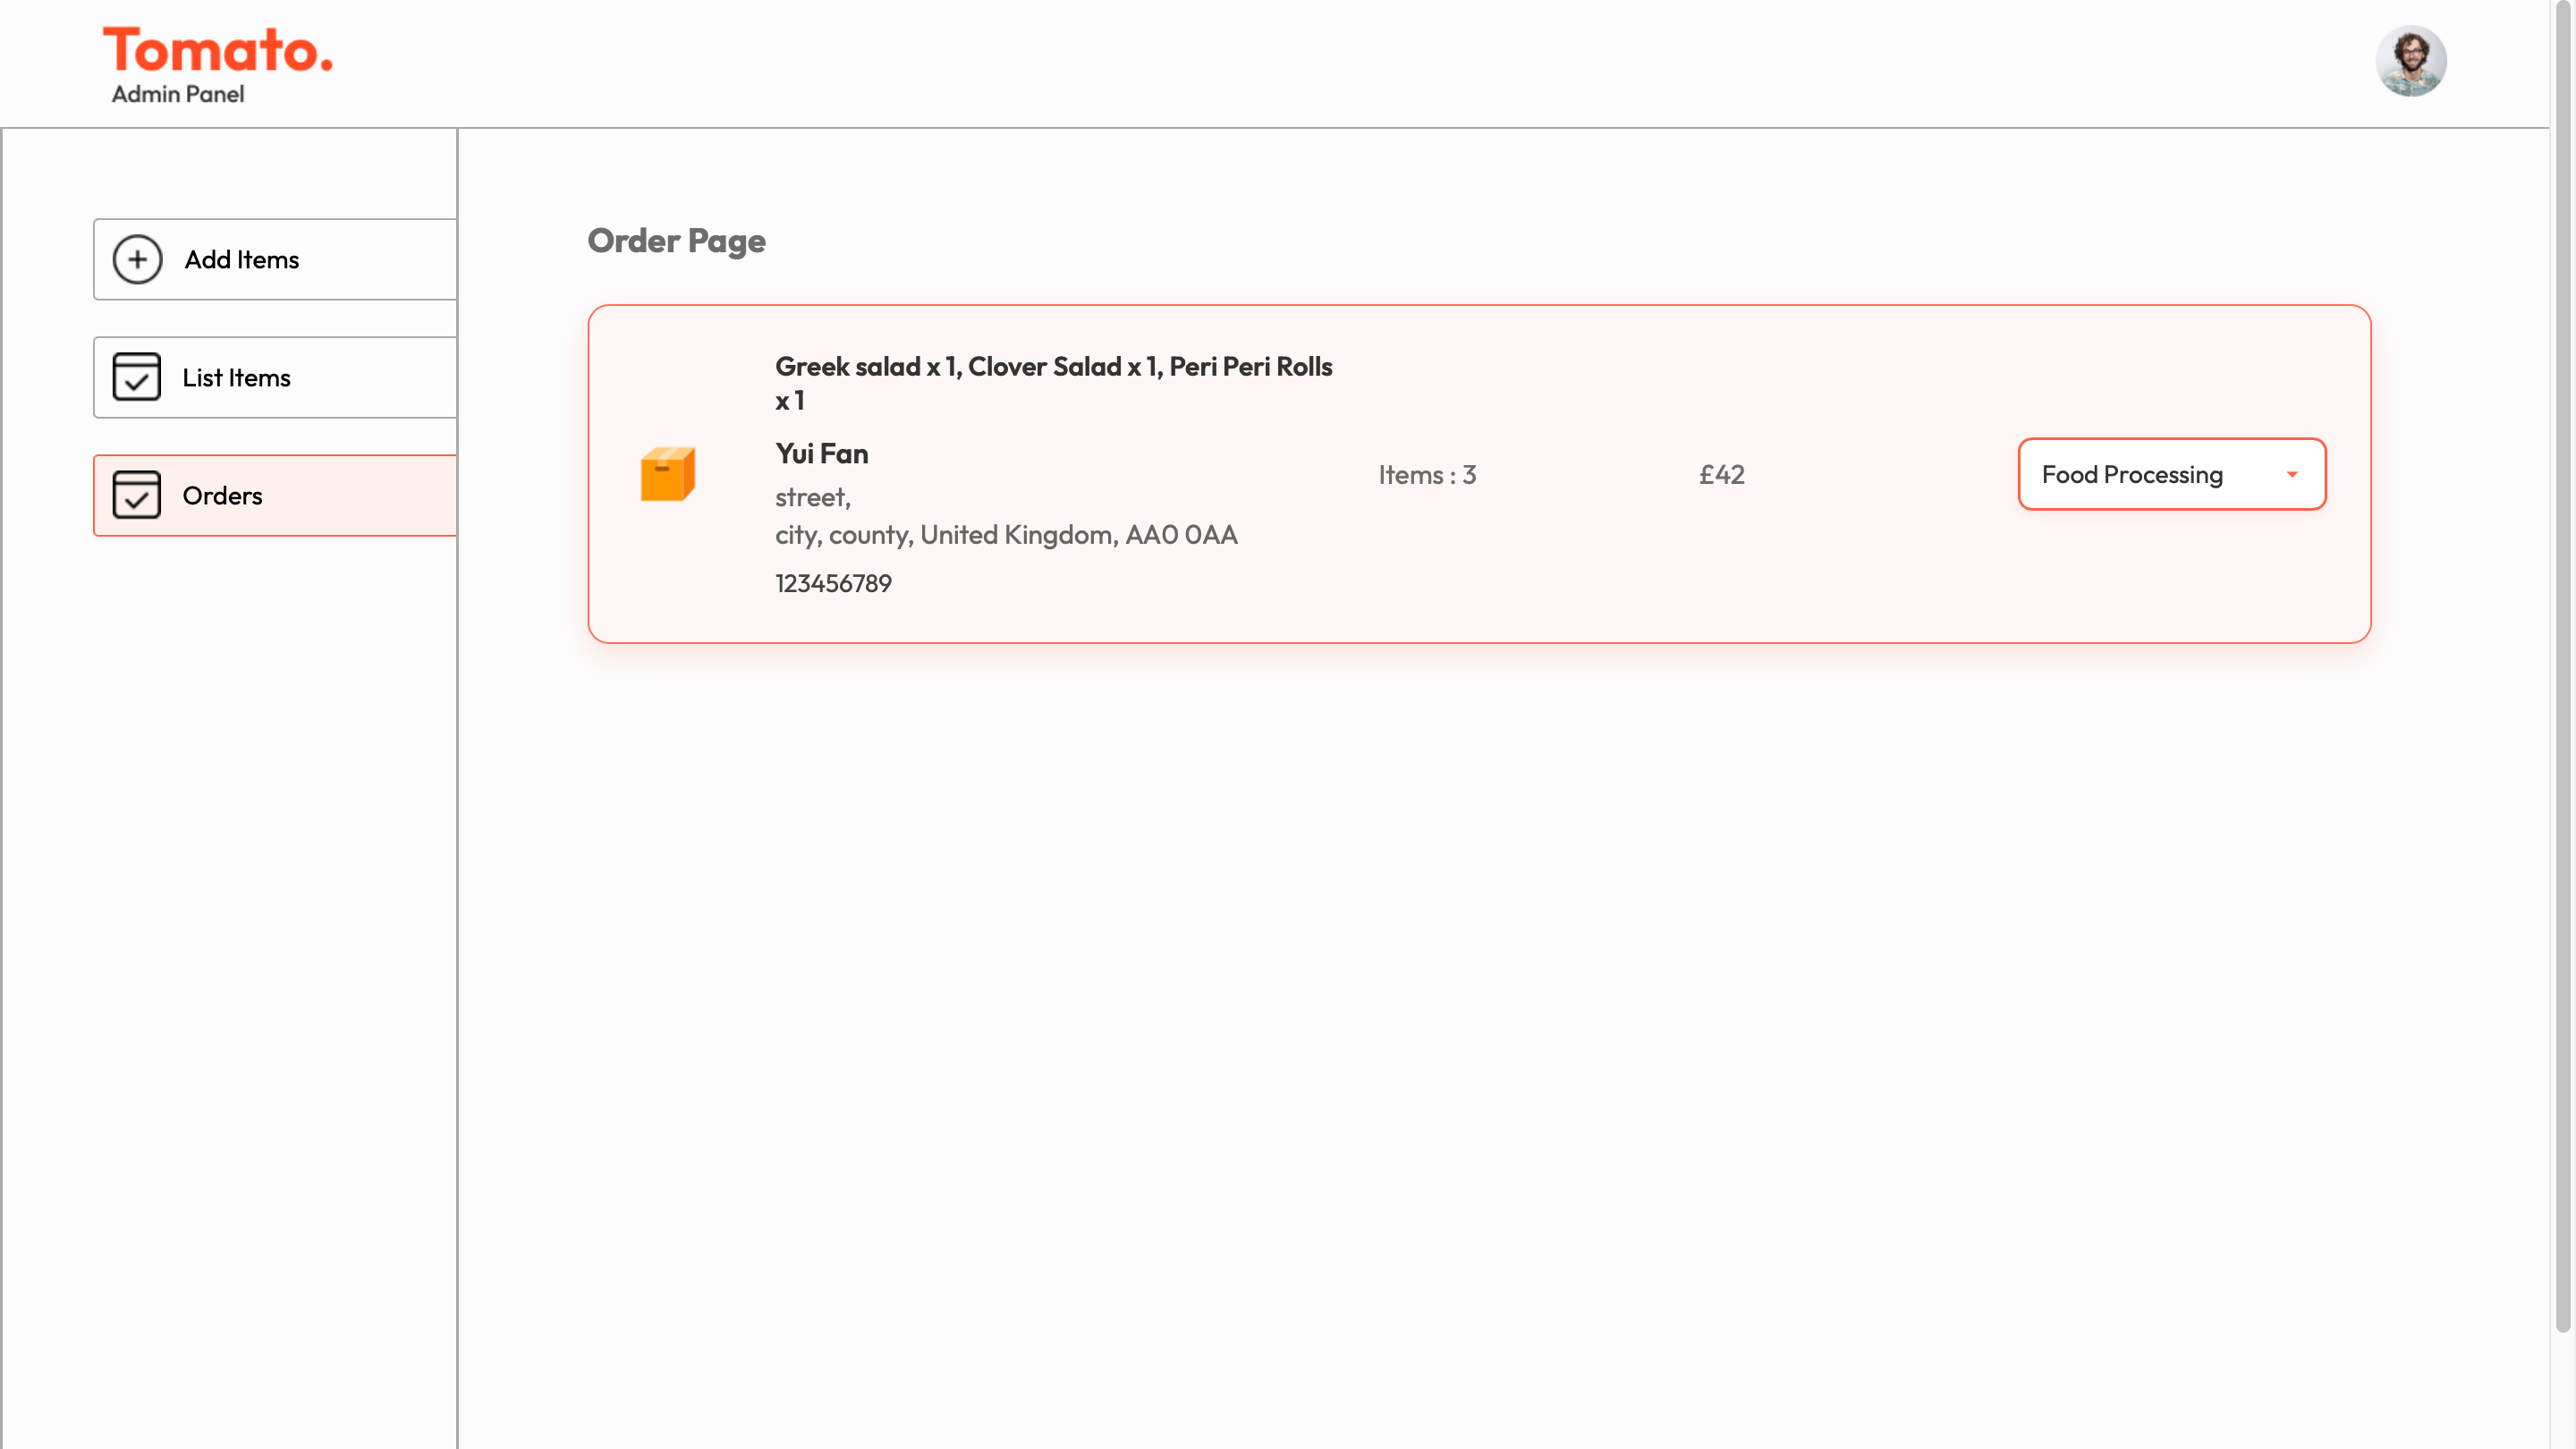 Tomato.
Admin Panel
Add Items
List Items
Orders
Order Page
Greek salad x 1, Clover Salad x 1, Peri Peri Rolls
x 1
Yui Fan
street,
city, county, United Kingdom, AA0 0AA
123456789
Items : 3
£42
Food Processing